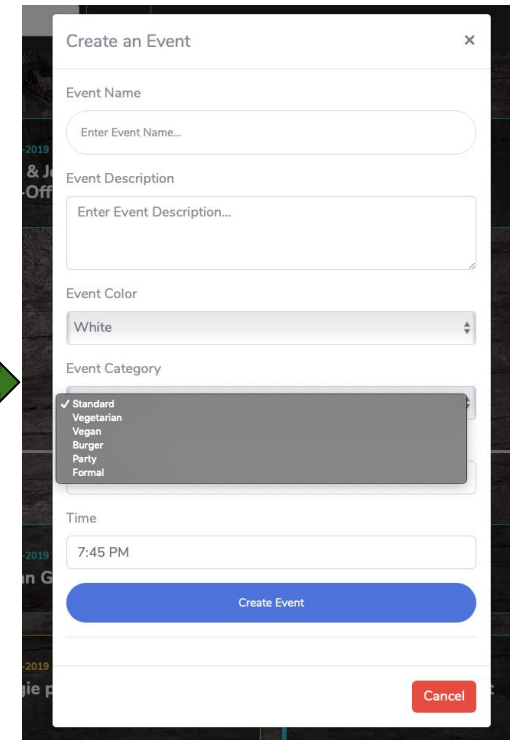 Create an Event ×
Event Name
Enter Event Name...
-2019
& J
-Off
Event Description
Enter Event Description...
Event Color
White
Event Category
✓ Standard
Vegetarian
Vegan
Burger
Party
Formal
Time
7:45 PM
-2019
n G
Create Event
-2019
gie p
Cancel